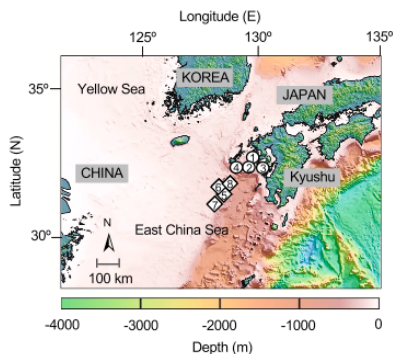 Longitude (E)
125° 130° 135°
35°
30°
Latitude (N)
Yellow Sea
KOREA
JAPAN
CHINA
Kyushu
1
4 2 3
6 8
5
7
East China Sea
N
100 km
-4000 -3000 -2000 -1000 0
Depth (m)